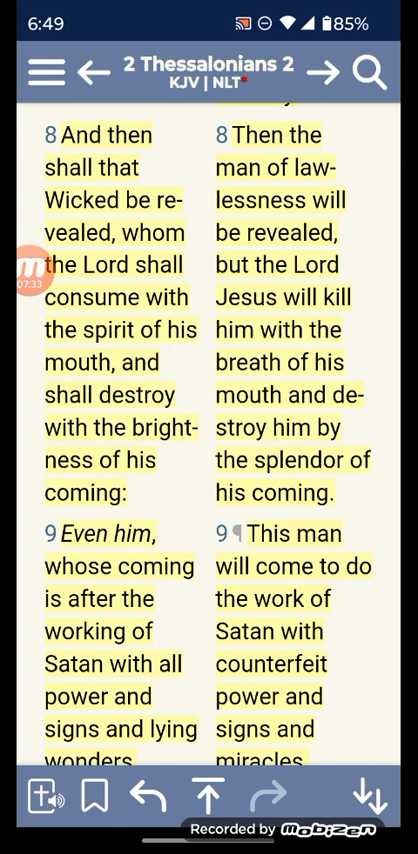 6:49
85%
2 Thessalonians 2
KJV | NLT*
8 And then
shall that
Wicked be re-
vealed, whom
the Lord shall
consume with
the spirit of his
mouth, and
shall destroy
with the bright-
ness of his
coming:
9 Even him,
whose coming
is after the
working of
Satan with all
power and
signs and lying
wonders
8 Then the
man of law-
lessness will
be revealed,
but the Lord
Jesus will kill
him with the
breath of his
mouth and de-
stroy him by
the splendor of
his coming.
9 ¶ This man
will come to do
the work of
Satan with
counterfeit
power and
signs and
miracles
07:33
Recorded by mobizen